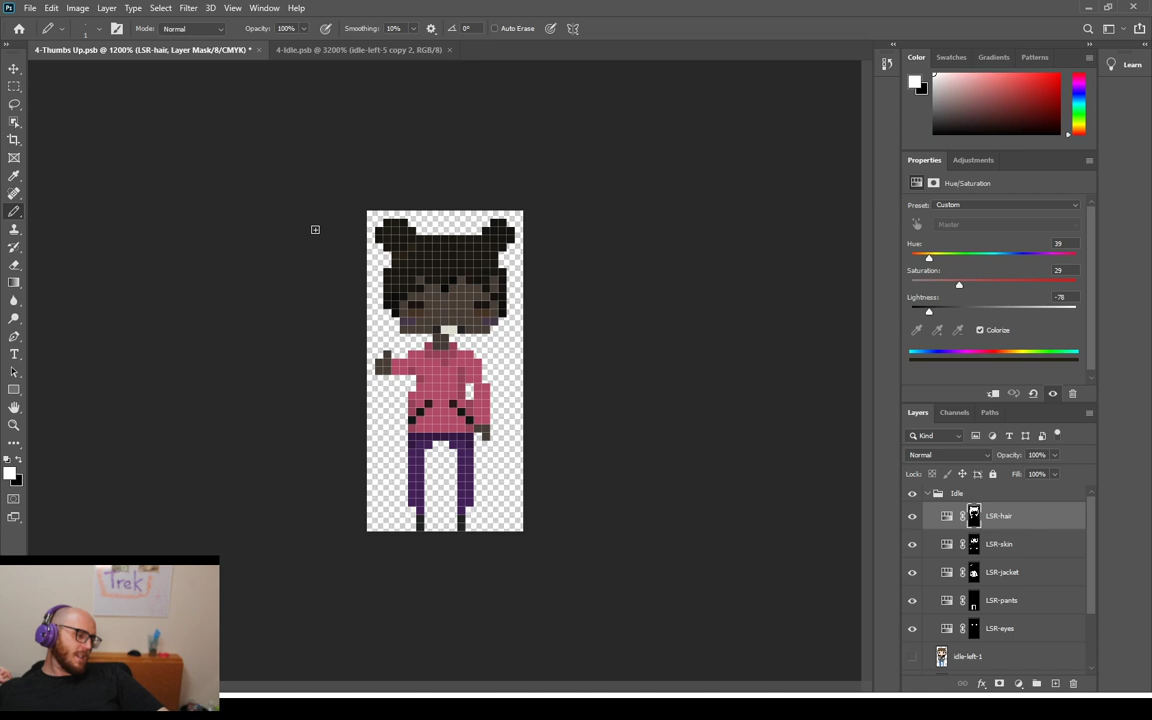 File Edit Image Layer Type Select Filter 3D View Window Help
1 Mode: Normal Opacity: 100% Smoothing: 10% 0° Auto Erase
4-Thumbs Up.psb @ 1200% (LSR-hair, Layer Mask/8/CMYK) * × 4-Idle.psb @ 3200% (idle-left-5 copy 2, RGB/8) ×
Color Swatches Gradients Patterns
Learn
Properties Adjustments
Hue/Saturation
Preset: Custom
Master
Hue: 39
Saturation: 29
Lightness: -78
Colorize
Layers Channels Paths
Kind
Normal Opacity: 100%
Lock: Fill: 100%
Idle
LSR-hair
LSR-skin
LSR-jacket
LSR-pants
LSR-eyes
idle-left-1
Trek